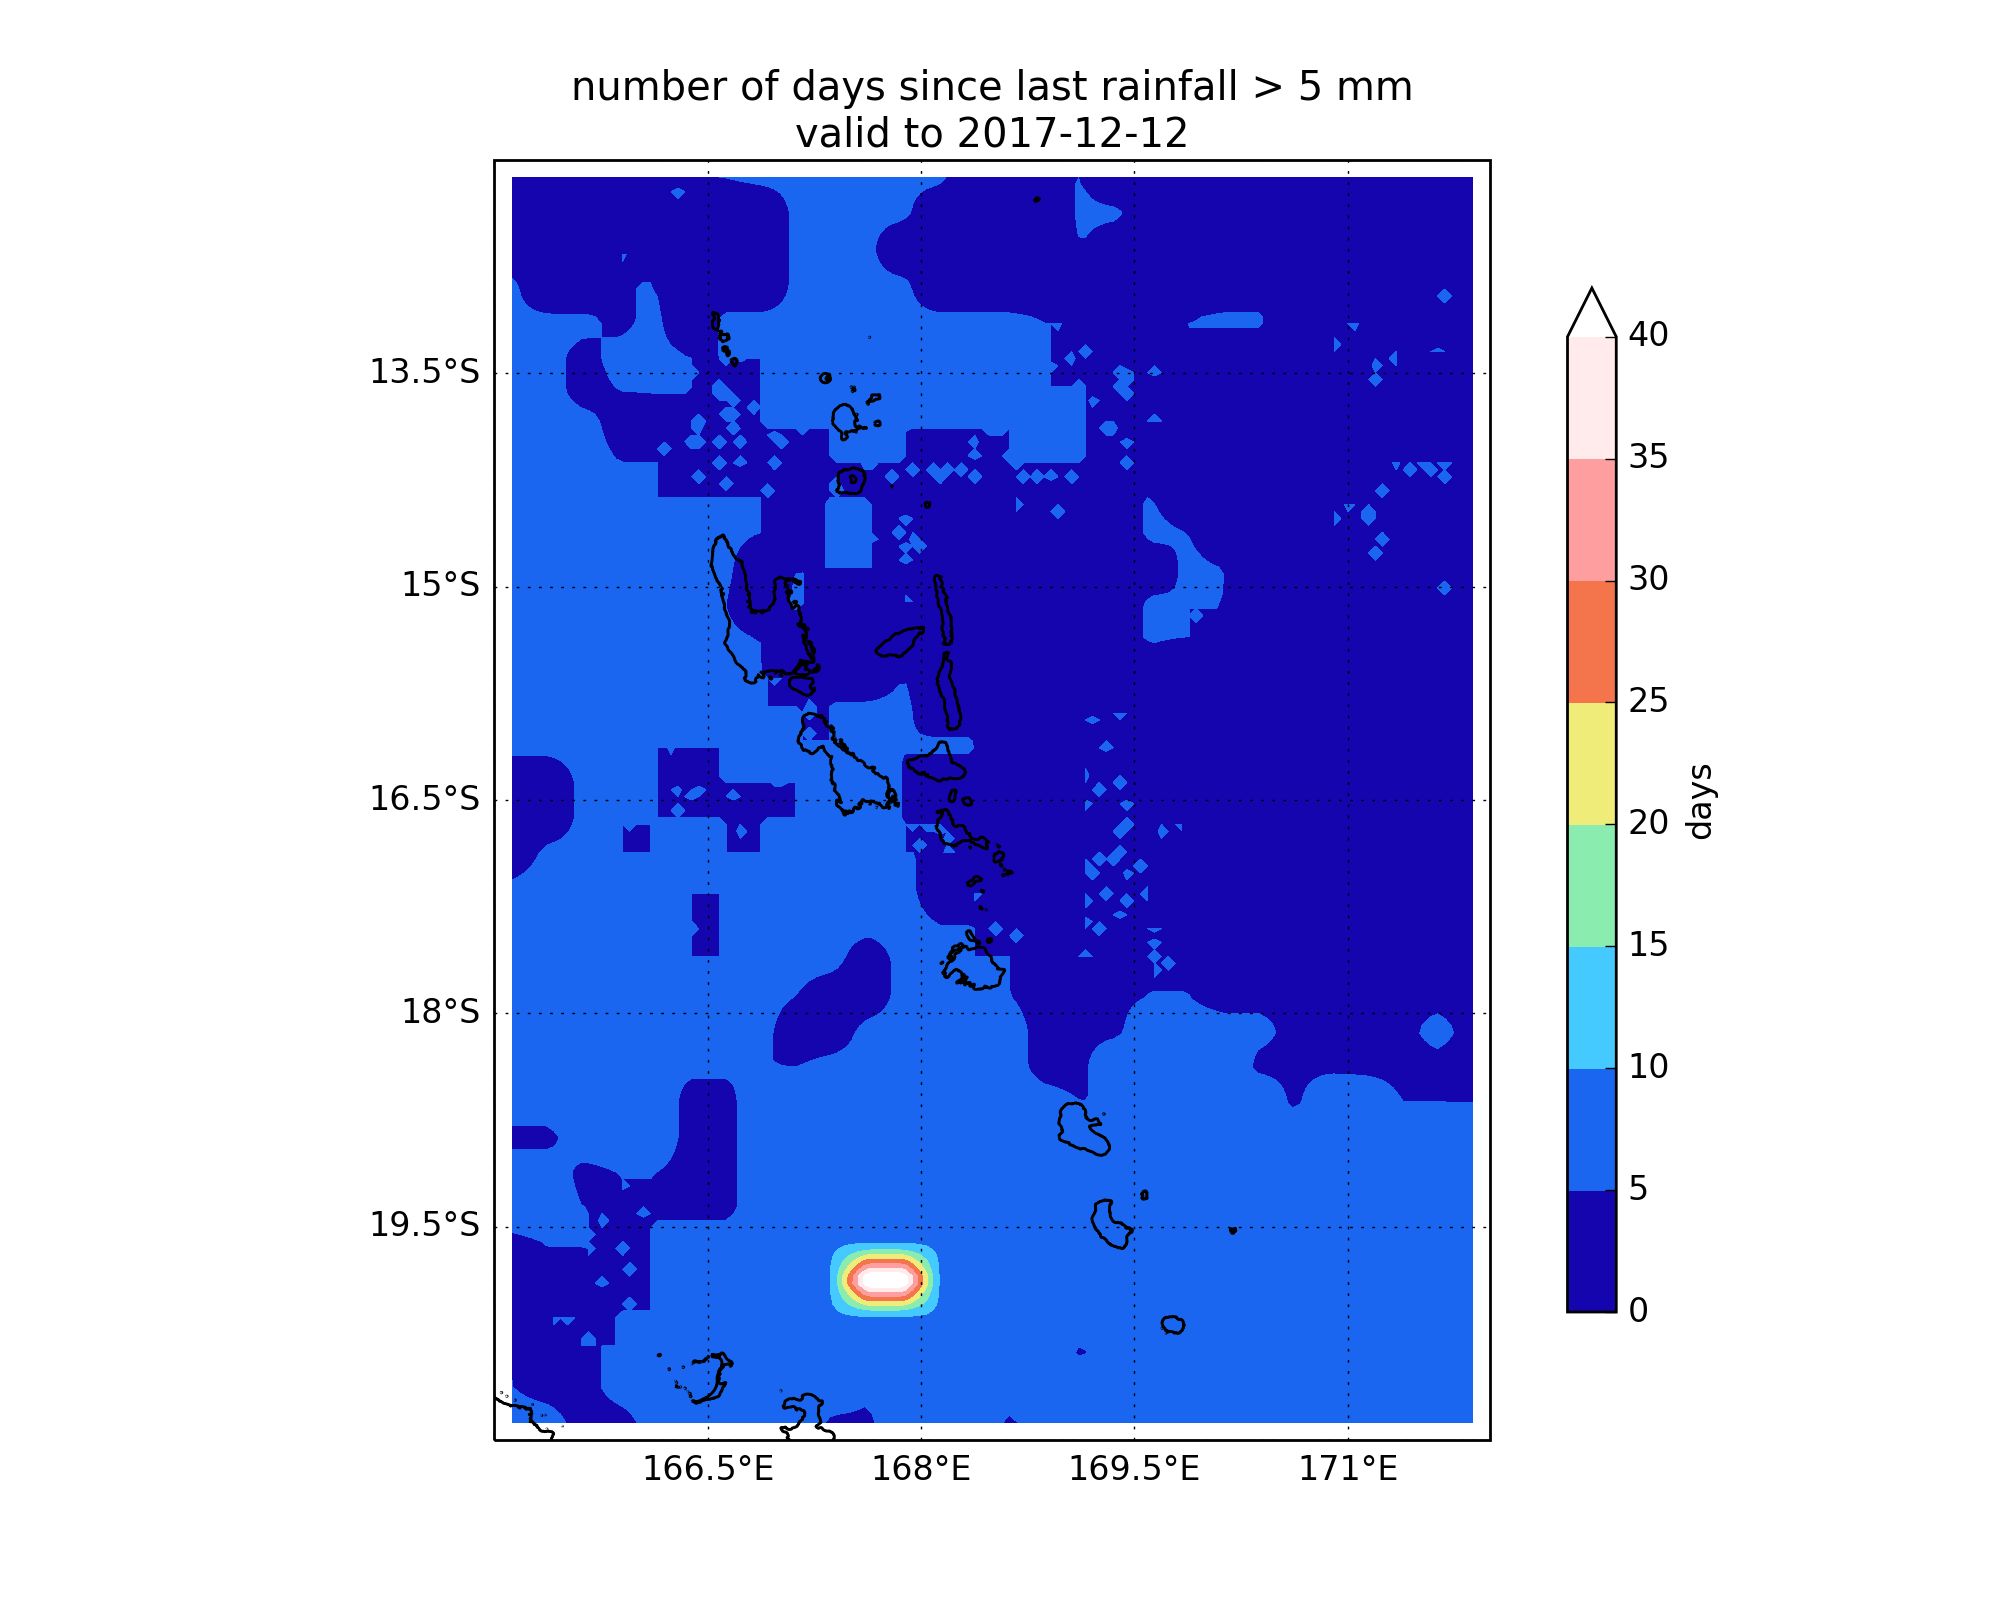 number of days since last rainfall > 5 mm
valid to 2017-12-12
13.5°S
15°S
16.5°S
18°S
19.5°S
166.5°E
168°E
169.5°E
171°E
40
35
30
25
20
15
10
5
0
days